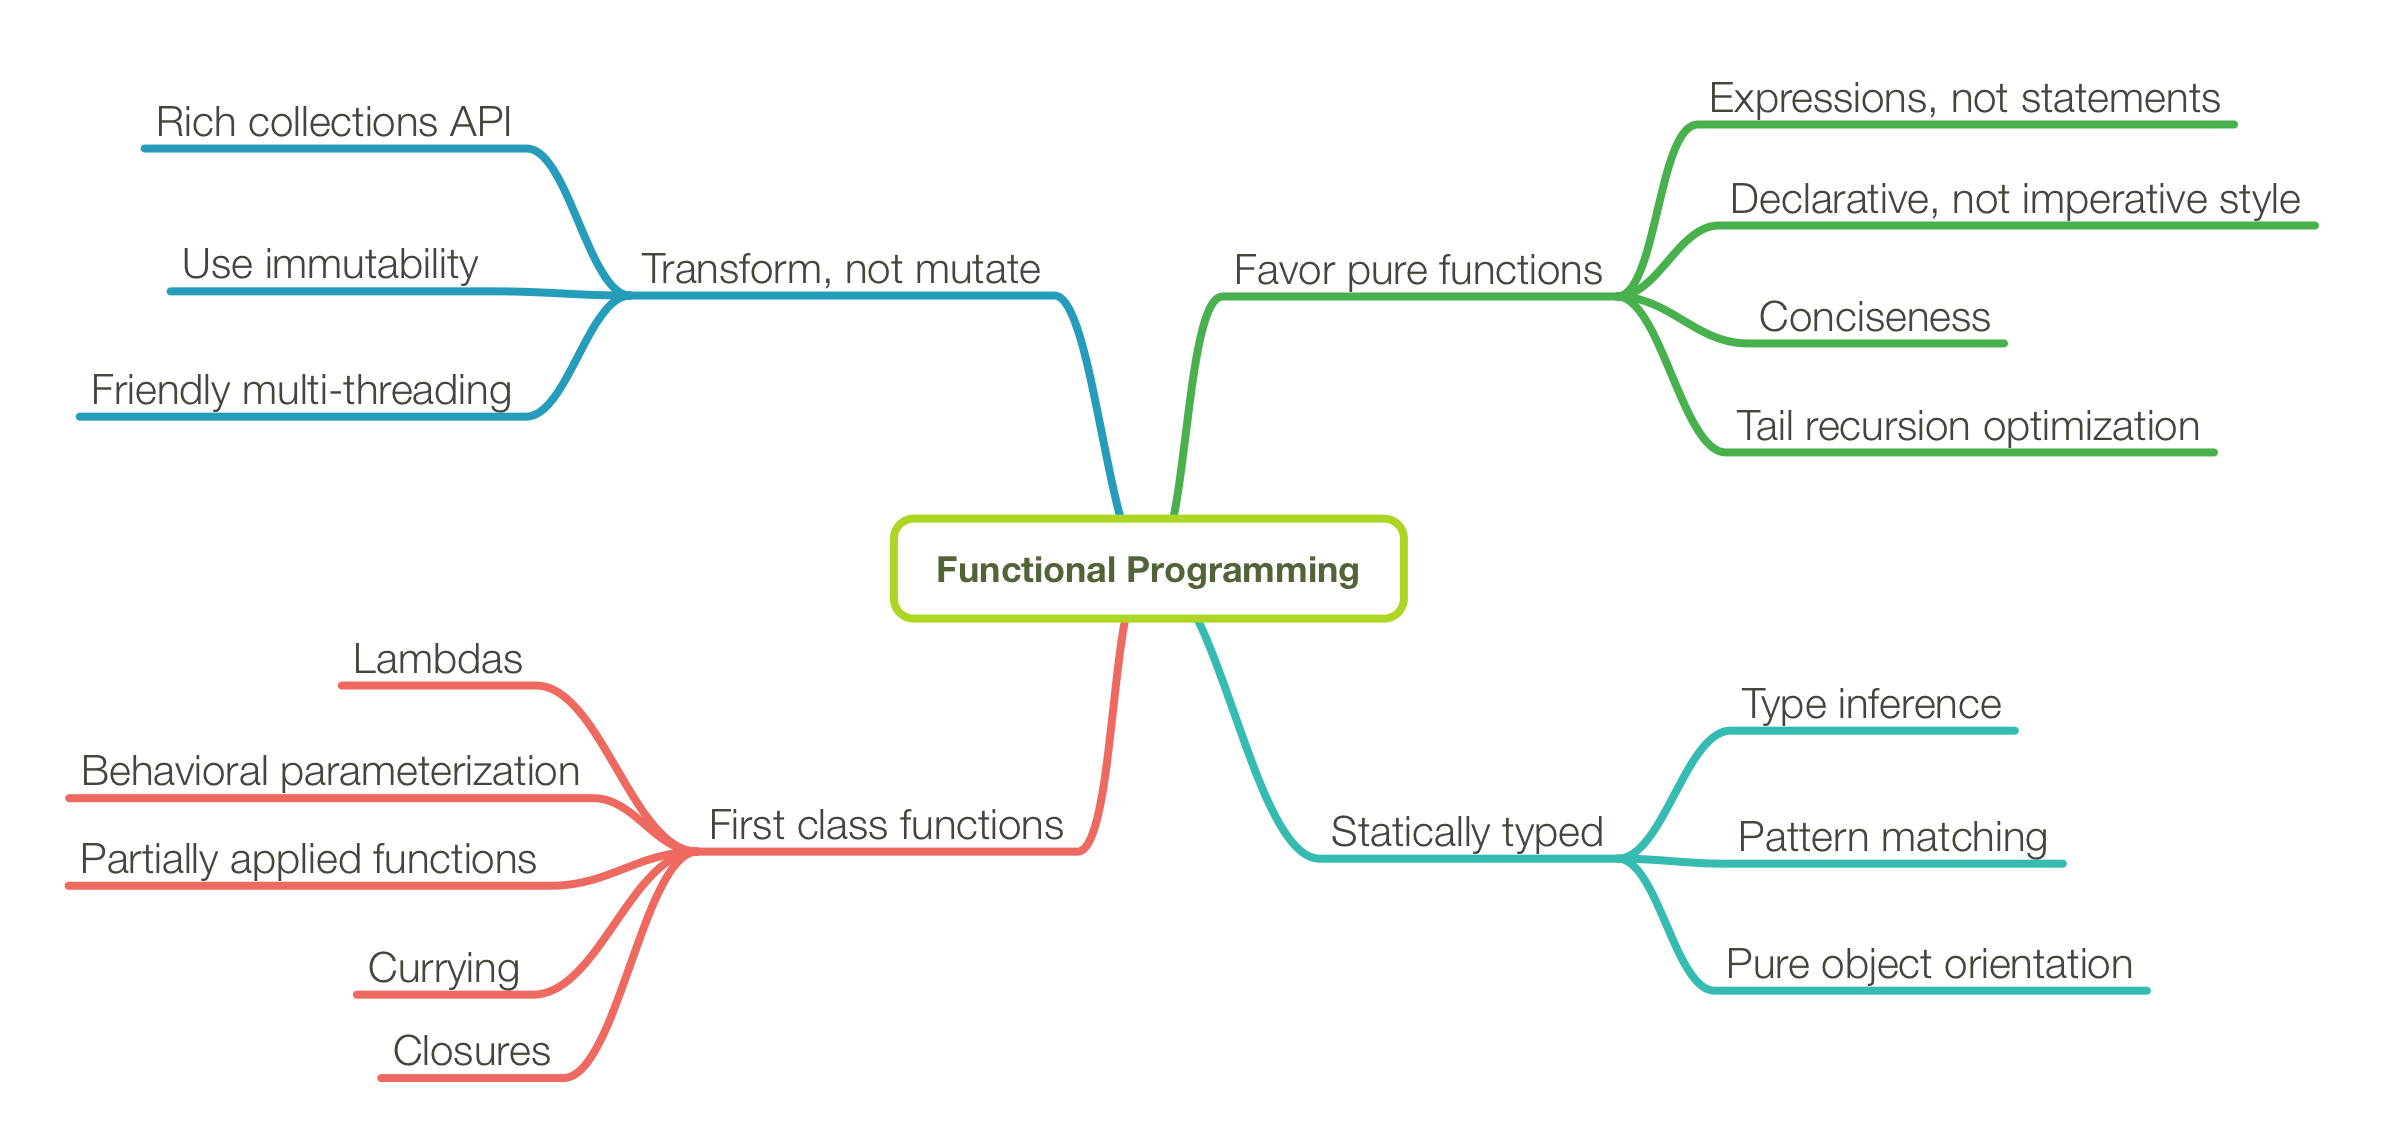 Functional Programming
Transform, not mutate
Rich collections API
Use immutability
Friendly multi-threading
Favor pure functions
Expressions, not statements
Declarative, not imperative style
Conciseness
Tail recursion optimization
First class functions
Lambdas
Behavioral parameterization
Partially applied functions
Currying
Closures
Statically typed
Type inference
Pattern matching
Pure object orientation